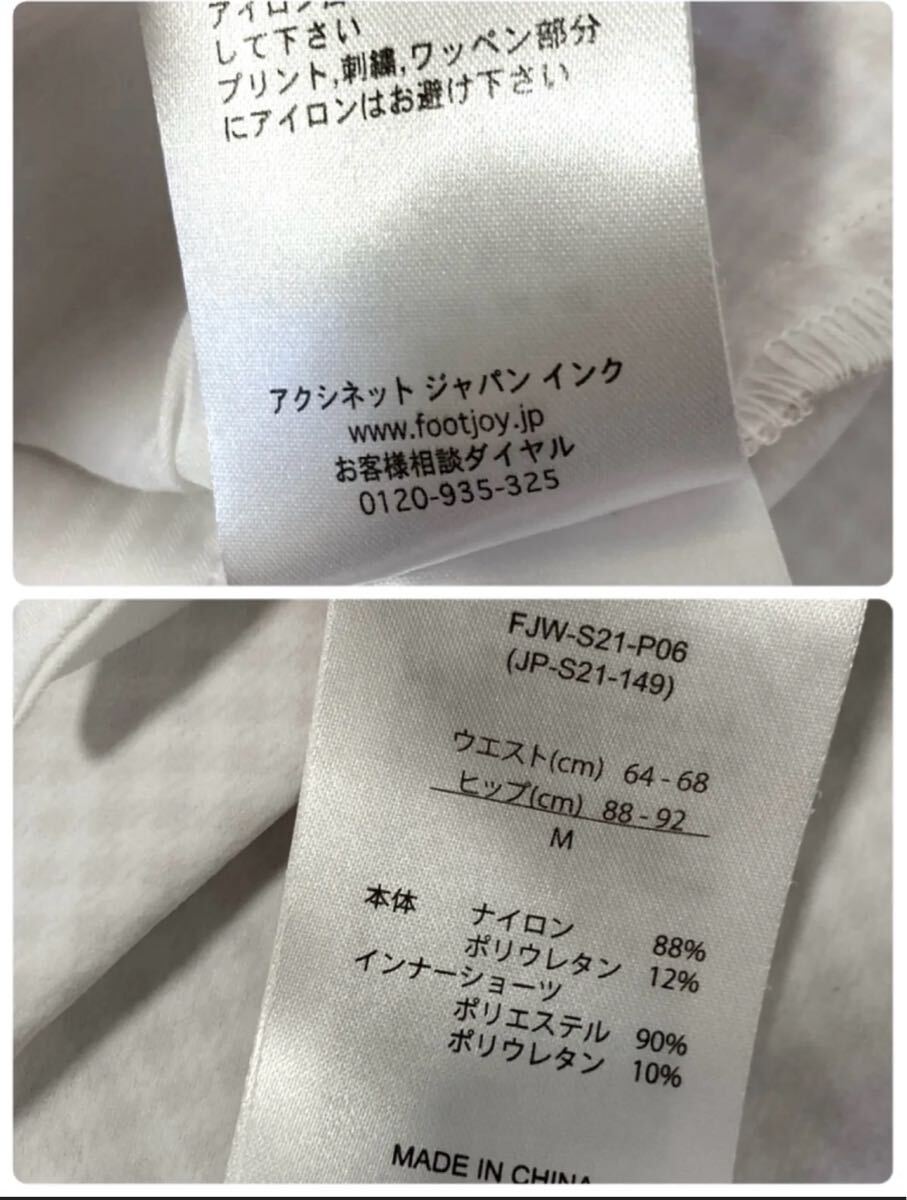 して下さい
プリント,刺繍,ワッペン部分
にアイロンはお避け下さい
アクシネット ジャパン インク
www.footjoy.jp
お客様相談ダイヤル
0120-935-325
FJW-S21-P06
(JP-S21-149)
ウエスト(cm) 64 - 68
ヒップ(cm) 88 - 92
M
本体 ナイロン 88%
ポリウレタン 12%
インナーショーツ
ポリエステル 90%
ポリウレタン 10%
MADE IN CHINA